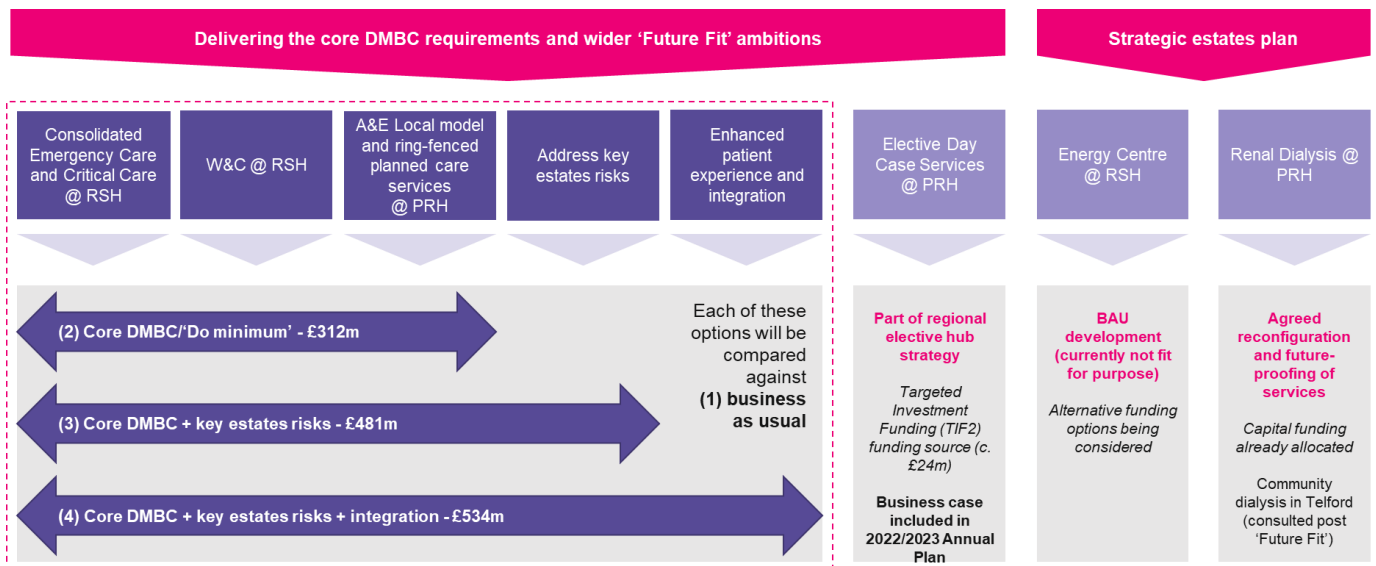 Delivering the core DMBC requirements and wider ‘Future Fit’ ambitions
Strategic estates plan
Consolidated
Emergency Care
and Critical Care
@ RSH
W&C @ RSH
A&E Local model
and ring-fenced
planned care
services
@ PRH
Address key
estates risks
Enhanced
patient
experience and
integration
Elective Day
Case Services
@ PRH
Energy Centre
@ RSH
Renal Dialysis @
PRH
(2) Core DMBC/‘Do minimum’ - £312m
(3) Core DMBC + key estates risks - £481m
(4) Core DMBC + key estates risks + integration - £534m
Each of these
options will be
compared
against
(1) business
as usual
Part of regional
elective hub
strategy
Targeted
Investment
Funding (TIF2)
funding source (c.
£24m)
Business case
included in
2022/2023 Annual
Plan
BAU
development
(currently not fit
for purpose)
Alternative funding
options being
considered
Agreed
reconfiguration
and future-
proofing of
services
Capital funding
already allocated
Community
dialysis in Telford
(consulted post
‘Future Fit’)